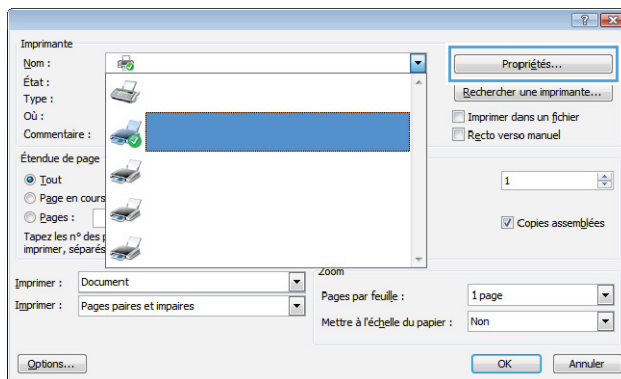 Imprimante
Nom :
Propriétés...
État :
Type :
Rechercher une imprimante...
Où :
Imprimer dans un fichier
Commentaire :
Recto verso manuel
Étendue de page
Tout
1
Page en cours
Pages :
Copies assemblées
Tapez les n° des
imprimer, séparés
Zoom
Imprimer : Document
Pages par feuille : 1 page
Imprimer : Pages paires et impaires
Mettre à l'échelle du papier : Non
Options...
OK
Annuler